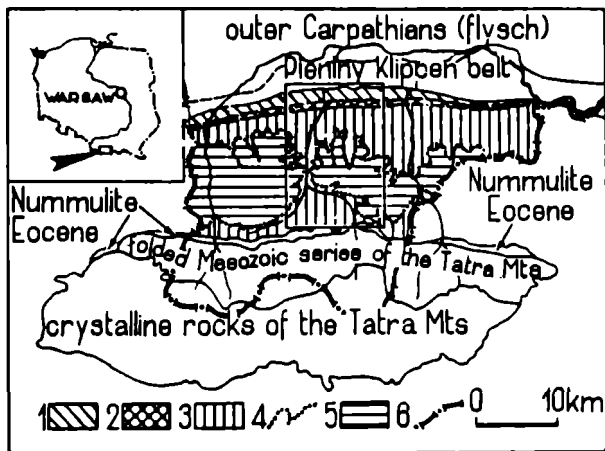 outer Carpathians (flysch)
Pieniny Klippen belt
WARSAW
Nummulite
Eocene
Nummulite
Eocene
folded Mesozoic series of the Tatra Mts
crystalline rocks of the Tatra Mts
1 2 3 4 5 6 0 10km